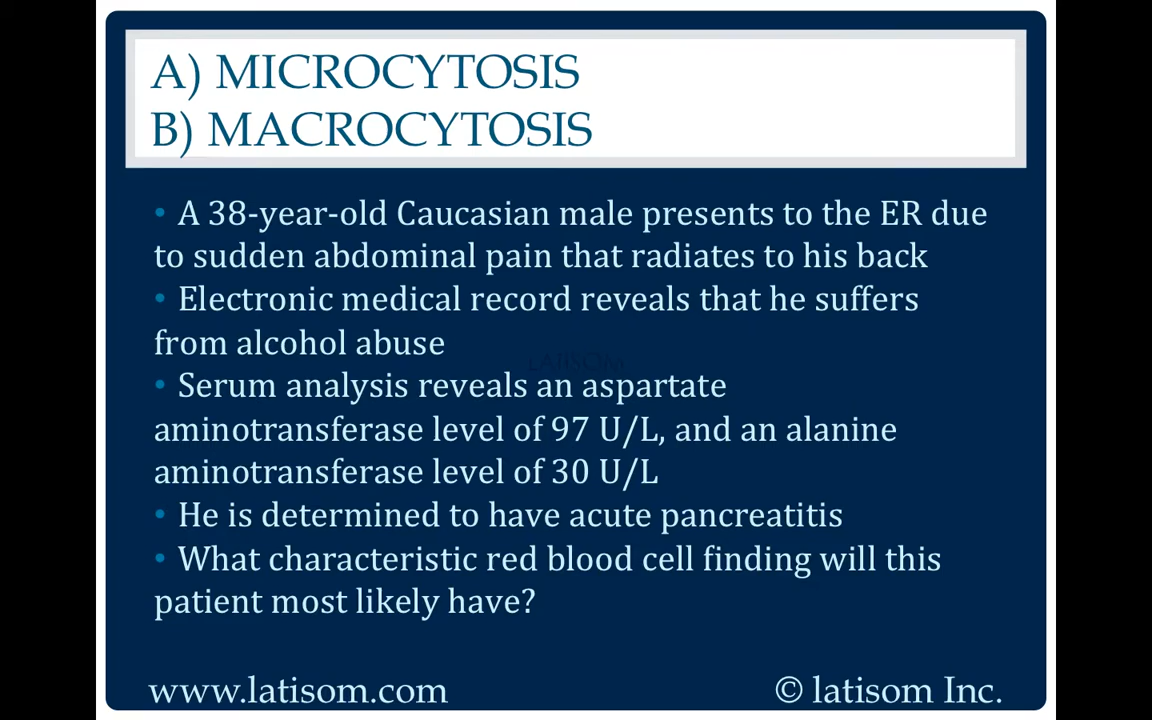 A) MICROCYTOSIS
B) MACROCYTOSIS
• A 38-year-old Caucasian male presents to the ER due
to sudden abdominal pain that radiates to his back
• Electronic medical record reveals that he suffers
from alcohol abuse
LATISOM
• Serum analysis reveals an aspartate
aminotransferase level of 97 U/L, and an alanine
aminotransferase level of 30 U/L
• He is determined to have acute pancreatitis
• What characteristic red blood cell finding will this
patient most likely have?
www.latisom.com
© latisom Inc.